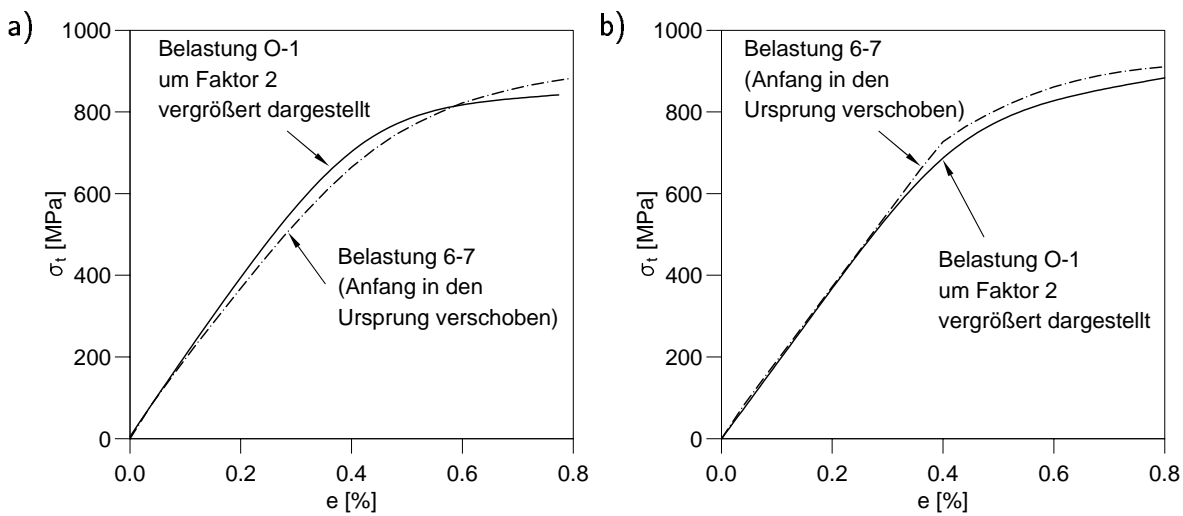 a)
1000
800
600
400
200
0
σt [MPa]
Belastung O-1
um Faktor 2
vergrößert dargestellt
Belastung 6-7
(Anfang in den
Ursprung verschoben)
0.0 0.2 0.4 0.6 0.8
e [%]
b)
1000
800
600
400
200
0
σt [MPa]
Belastung 6-7
(Anfang in den
Ursprung verschoben)
Belastung O-1
um Faktor 2
vergrößert dargestellt
0.0 0.2 0.4 0.6 0.8
e [%]